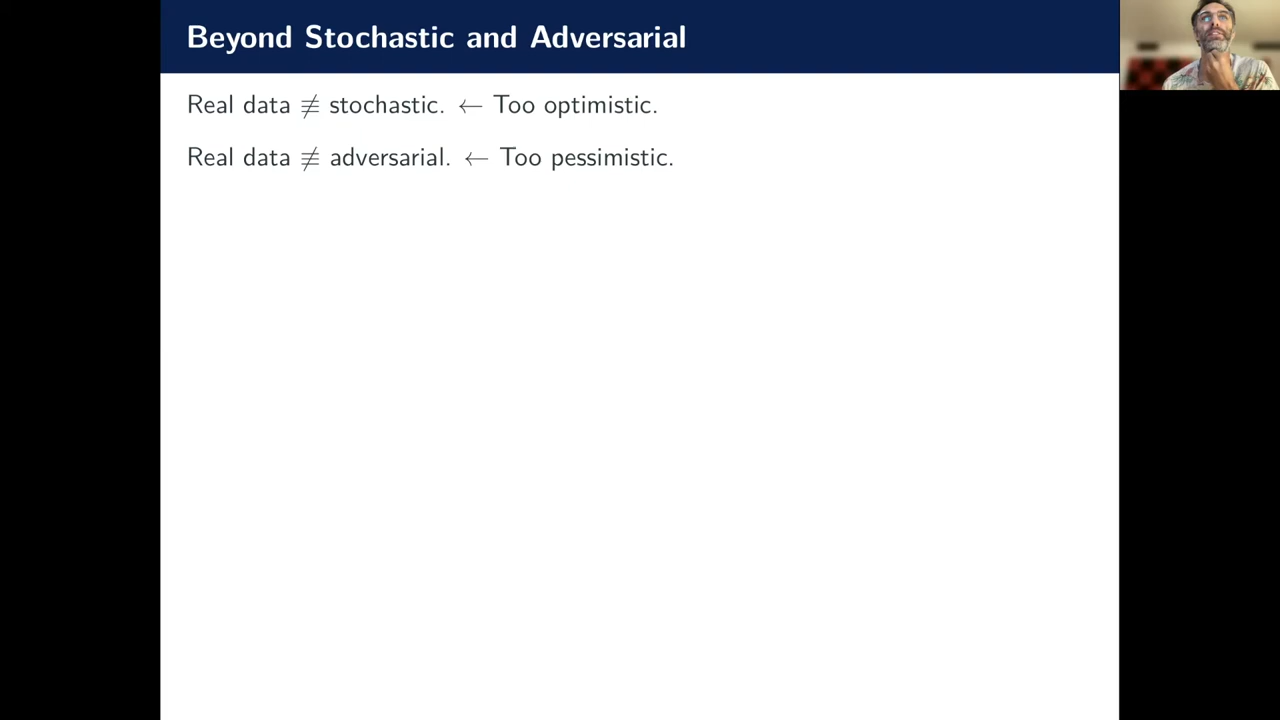 Beyond Stochastic and Adversarial
Real data ≢ stochastic. ← Too optimistic.
Real data ≢ adversarial. ← Too pessimistic.